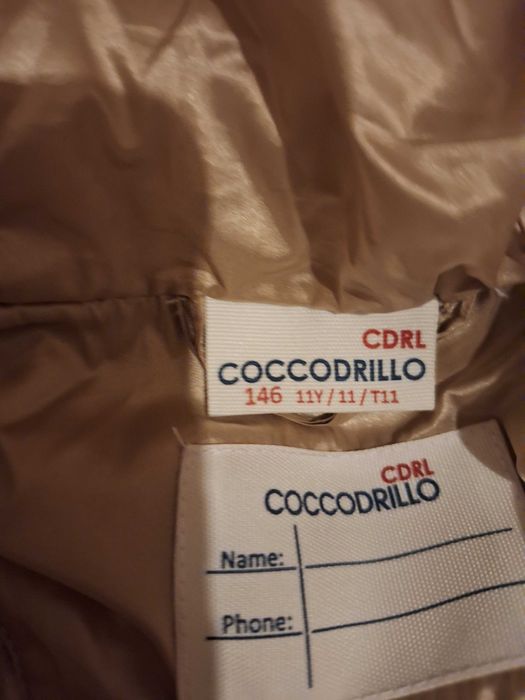 CDRL
COCCODRILLO
146 11Y/11/T11
CDRL
COCCODRILLO
Name:
Phone: